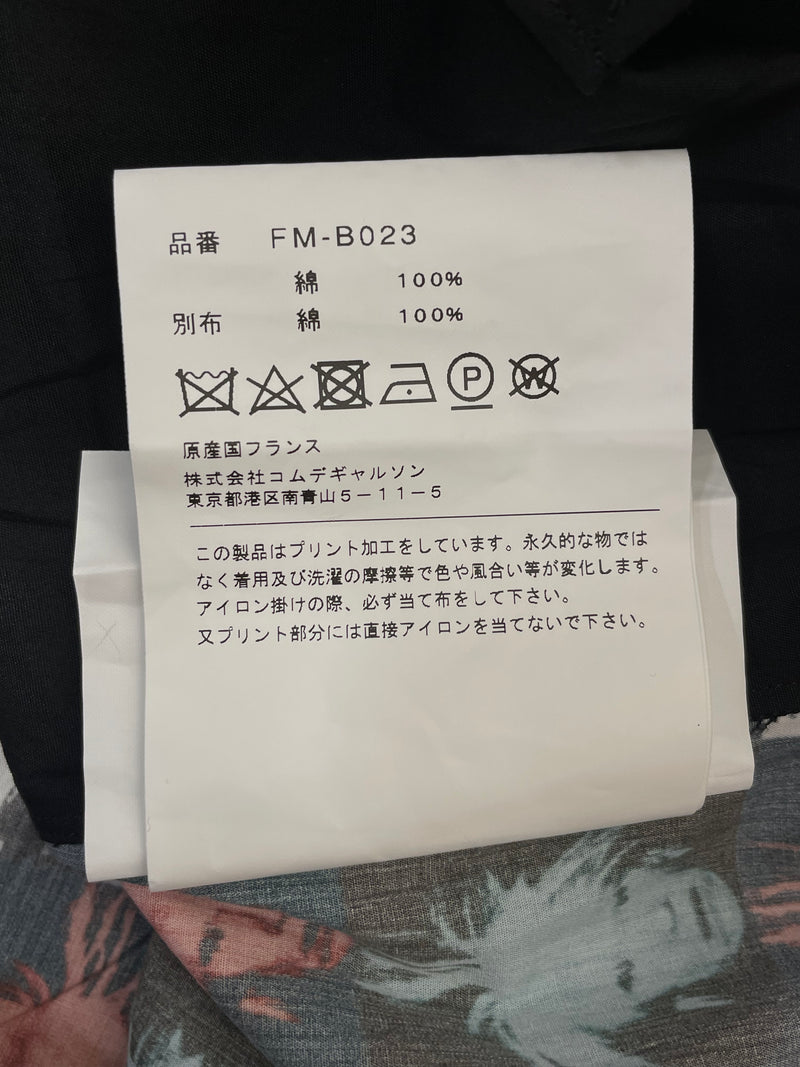 品番 FM-B023
綿 100%
別布 綿 100%
P W
原産国フランス
株式会社コムデギャルソン
東京都港区南青山5-11-5
この製品はプリント加工をしています。永久的な物では
なく着用及び洗濯の摩擦等で色や風合い等が変化します。
アイロン掛けの際、必ず当て布をして下さい。
又プリント部分には直接アイロンを当てないで下さい。